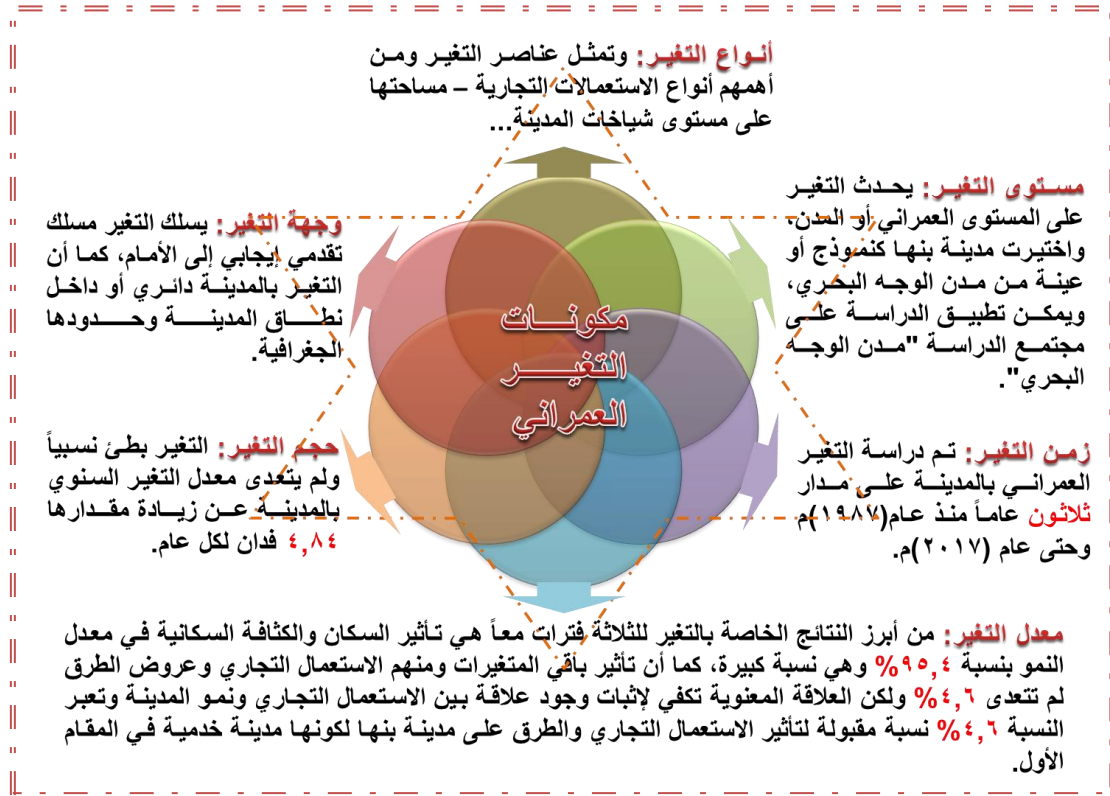 أنواع التغير: وتمثل عناصر التغير ومن
أهمهم أنواع الاستعمالات التجارية – مساحتها
على مستوى شياخات المدينة...
مستوى التغير: يحدث التغير
على المستوى العمراني أو المدن،
واختيرت مدينة بنها كنموذج أو
عينة من مدن الوجه البحري،
ويمكن تطبيق الدراسة على
مجتمع الدراسة "مدن الوجه
البحري".
وجهة التغير: يسلك التغير مسلك
تقدمي إيجابي إلى الأمام، كما أن
التغير بالمدينة دائري أو داخل
نطاق المدينة وحدودها
الجغرافية.
مكونات
التغير
العمراني
زمن التغير: تم دراسة التغير
العمراني بالمدينة على مدار
ثلاثون عاماً منذ عام(١٩٨٧)م
وحتى عام (٢٠١٧)م.
حجم التغير: التغير بطئ نسبياً
ولم يتعدى معدل التغير السنوي
بالمدينة عن زيادة مقدارها
٤,٨٤ فدان لكل عام.
معدل التغير: من أبرز النتائج الخاصة بالتغير للثلاثة فترات معاً هي تأثير السكان والكثافة السكانية في معدل
النمو بنسبة ٩٥,٤% وهي نسبة كبيرة، كما أن تأثير باقي المتغيرات ومنهم الاستعمال التجاري وعروض الطرق
لم تتعدى ٤,٦% ولكن العلاقة المعنوية تكفي لإثبات وجود علاقة بين الاستعمال التجاري ونمو المدينة وتعبر
النسبة ٤,٦% نسبة مقبولة لتأثير الاستعمال التجاري والطرق على مدينة بنها لكونها مدينة خدمية في المقام
الأول.